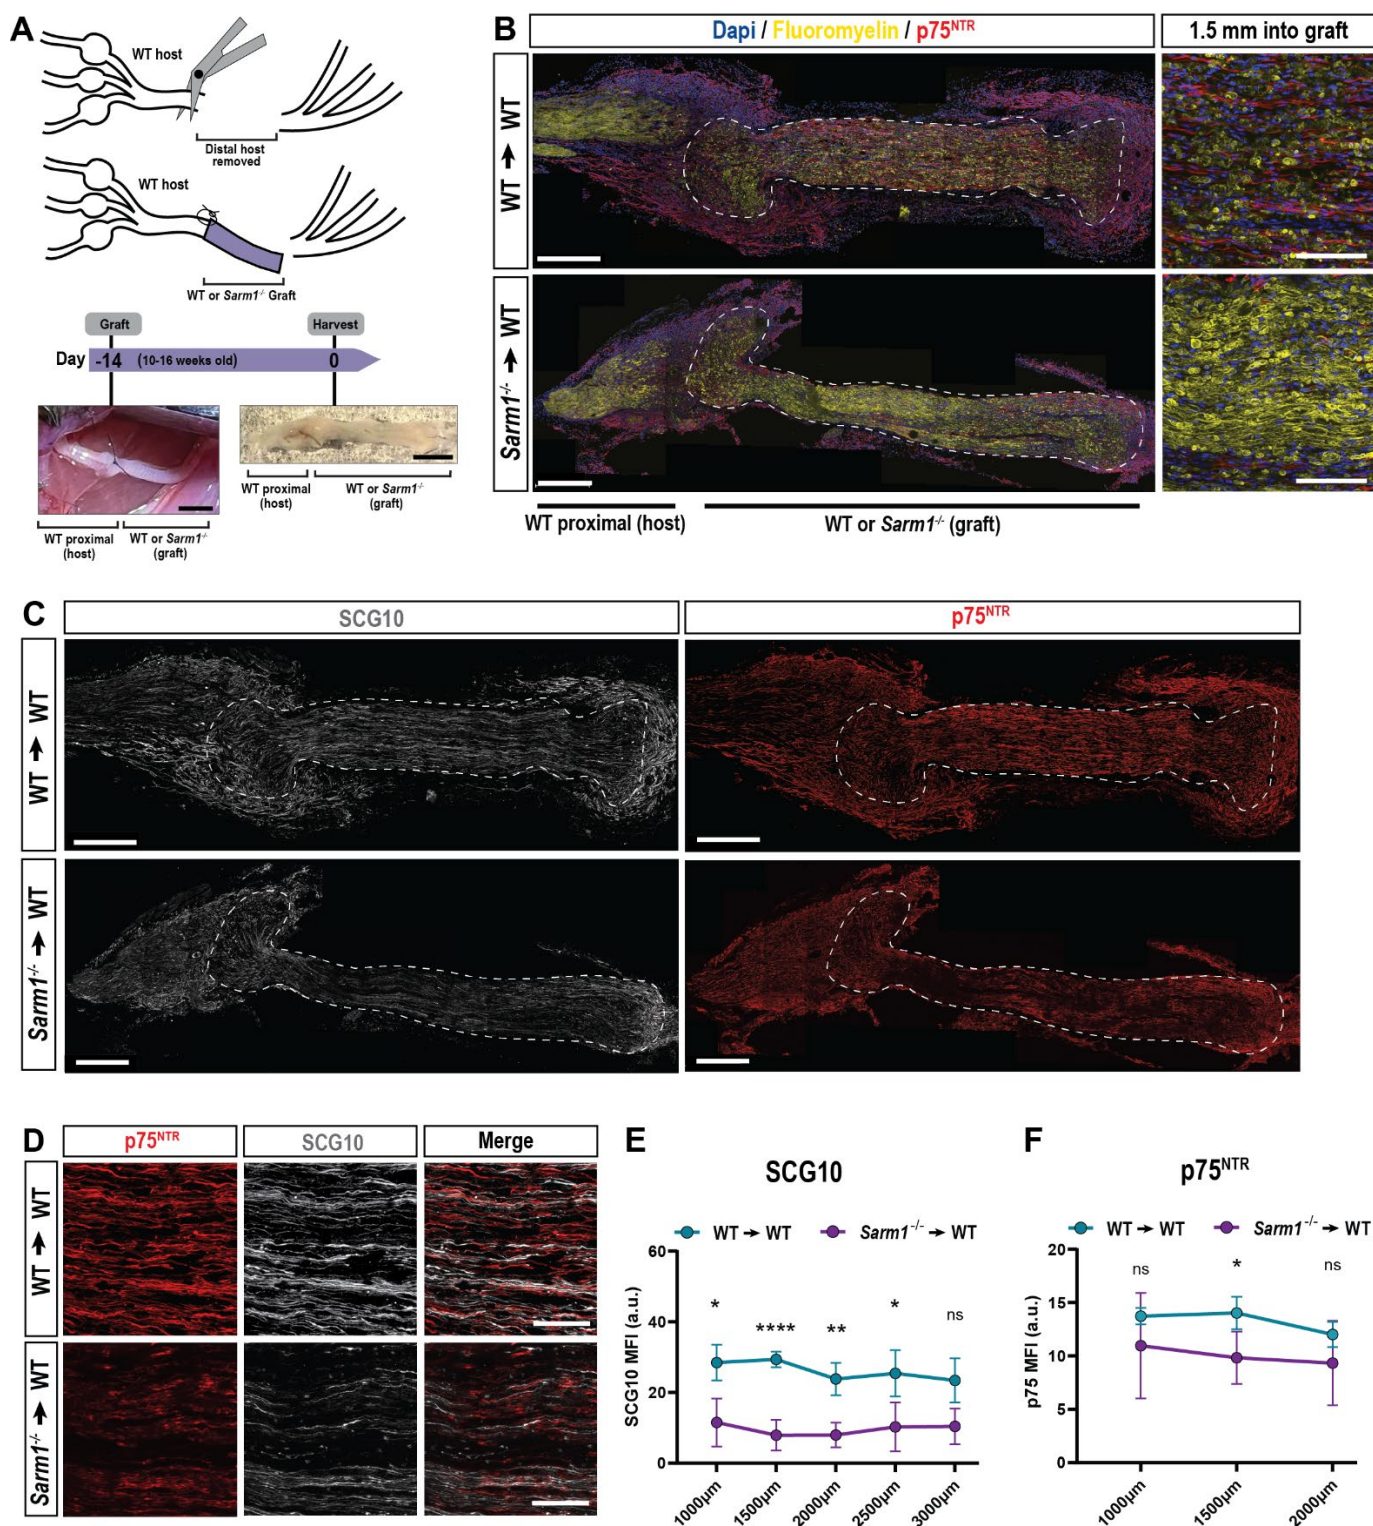 A
WT host
Distal host
removed
WT host
WT or Sarm1-/- Graft
Graft
Harvest
Day -14 (10-16 weeks old) 0
WT proximal
(host)
WT or Sarm1-/-
(graft)
WT proximal
(host)
WT or Sarm1-/-
(graft)
B
Dapi / Fluoromyelin / p75NTR
1.5 mm into graft
WT → WT
Sarm1-/- → WT
WT proximal (host)
WT or Sarm1-/- (graft)
C
SCG10
p75NTR
WT → WT
Sarm1-/- → WT
D
p75NTR
SCG10
Merge
WT → WT
Sarm1-/- → WT
E
SCG10
WT → WT
Sarm1-/- → WT
SCG10 MFI (a.u.)
60
40
20
0
*
****
**
*
ns
1000µm
1500µm
2000µm
2500µm
3000µm
F
p75NTR
WT → WT
Sarm1-/- → WT
p75 MFI (a.u.)
20
15
10
5
0
ns
*
ns
1000µm
1500µm
2000µm